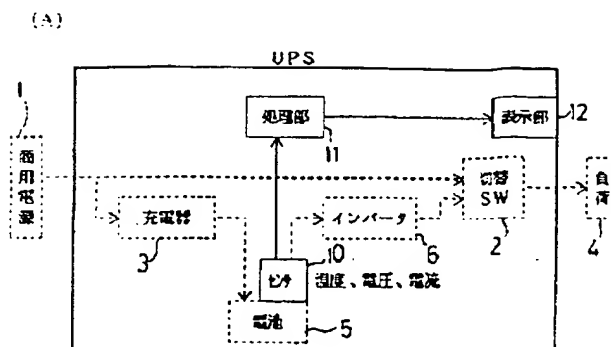 (A)
UPS
1
商用電源
処理部
11
表示部
12
切替
SW
2
負荷
4
充電器
3
インバータ
6
センサ
10
温度、電圧、電流
電池
5